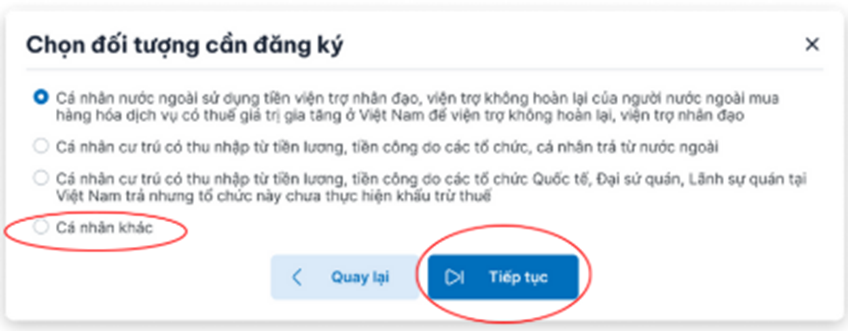 Chọn đối tượng cần đăng ký
Cá nhân nước ngoài sử dụng tiền viện trợ nhân đạo, viện trợ không hoàn lại của người nước ngoài mua
hàng hóa dịch vụ có thuế giá trị gia tăng ở Việt Nam để viện trợ không hoàn lại, viện trợ nhân đạo
Cá nhân cư trú có thu nhập từ tiền lương, tiền công do các tổ chức, cá nhân trả từ nước ngoài
Cá nhân cư trú có thu nhập từ tiền lương, tiền công do các tổ chức Quốc tế, Đại sứ quán, Lãnh sự quán tại
Việt Nam trả nhưng tổ chức này chưa thực hiện khấu trừ thuế
Cá nhân khác
Quay lại
Tiếp tục